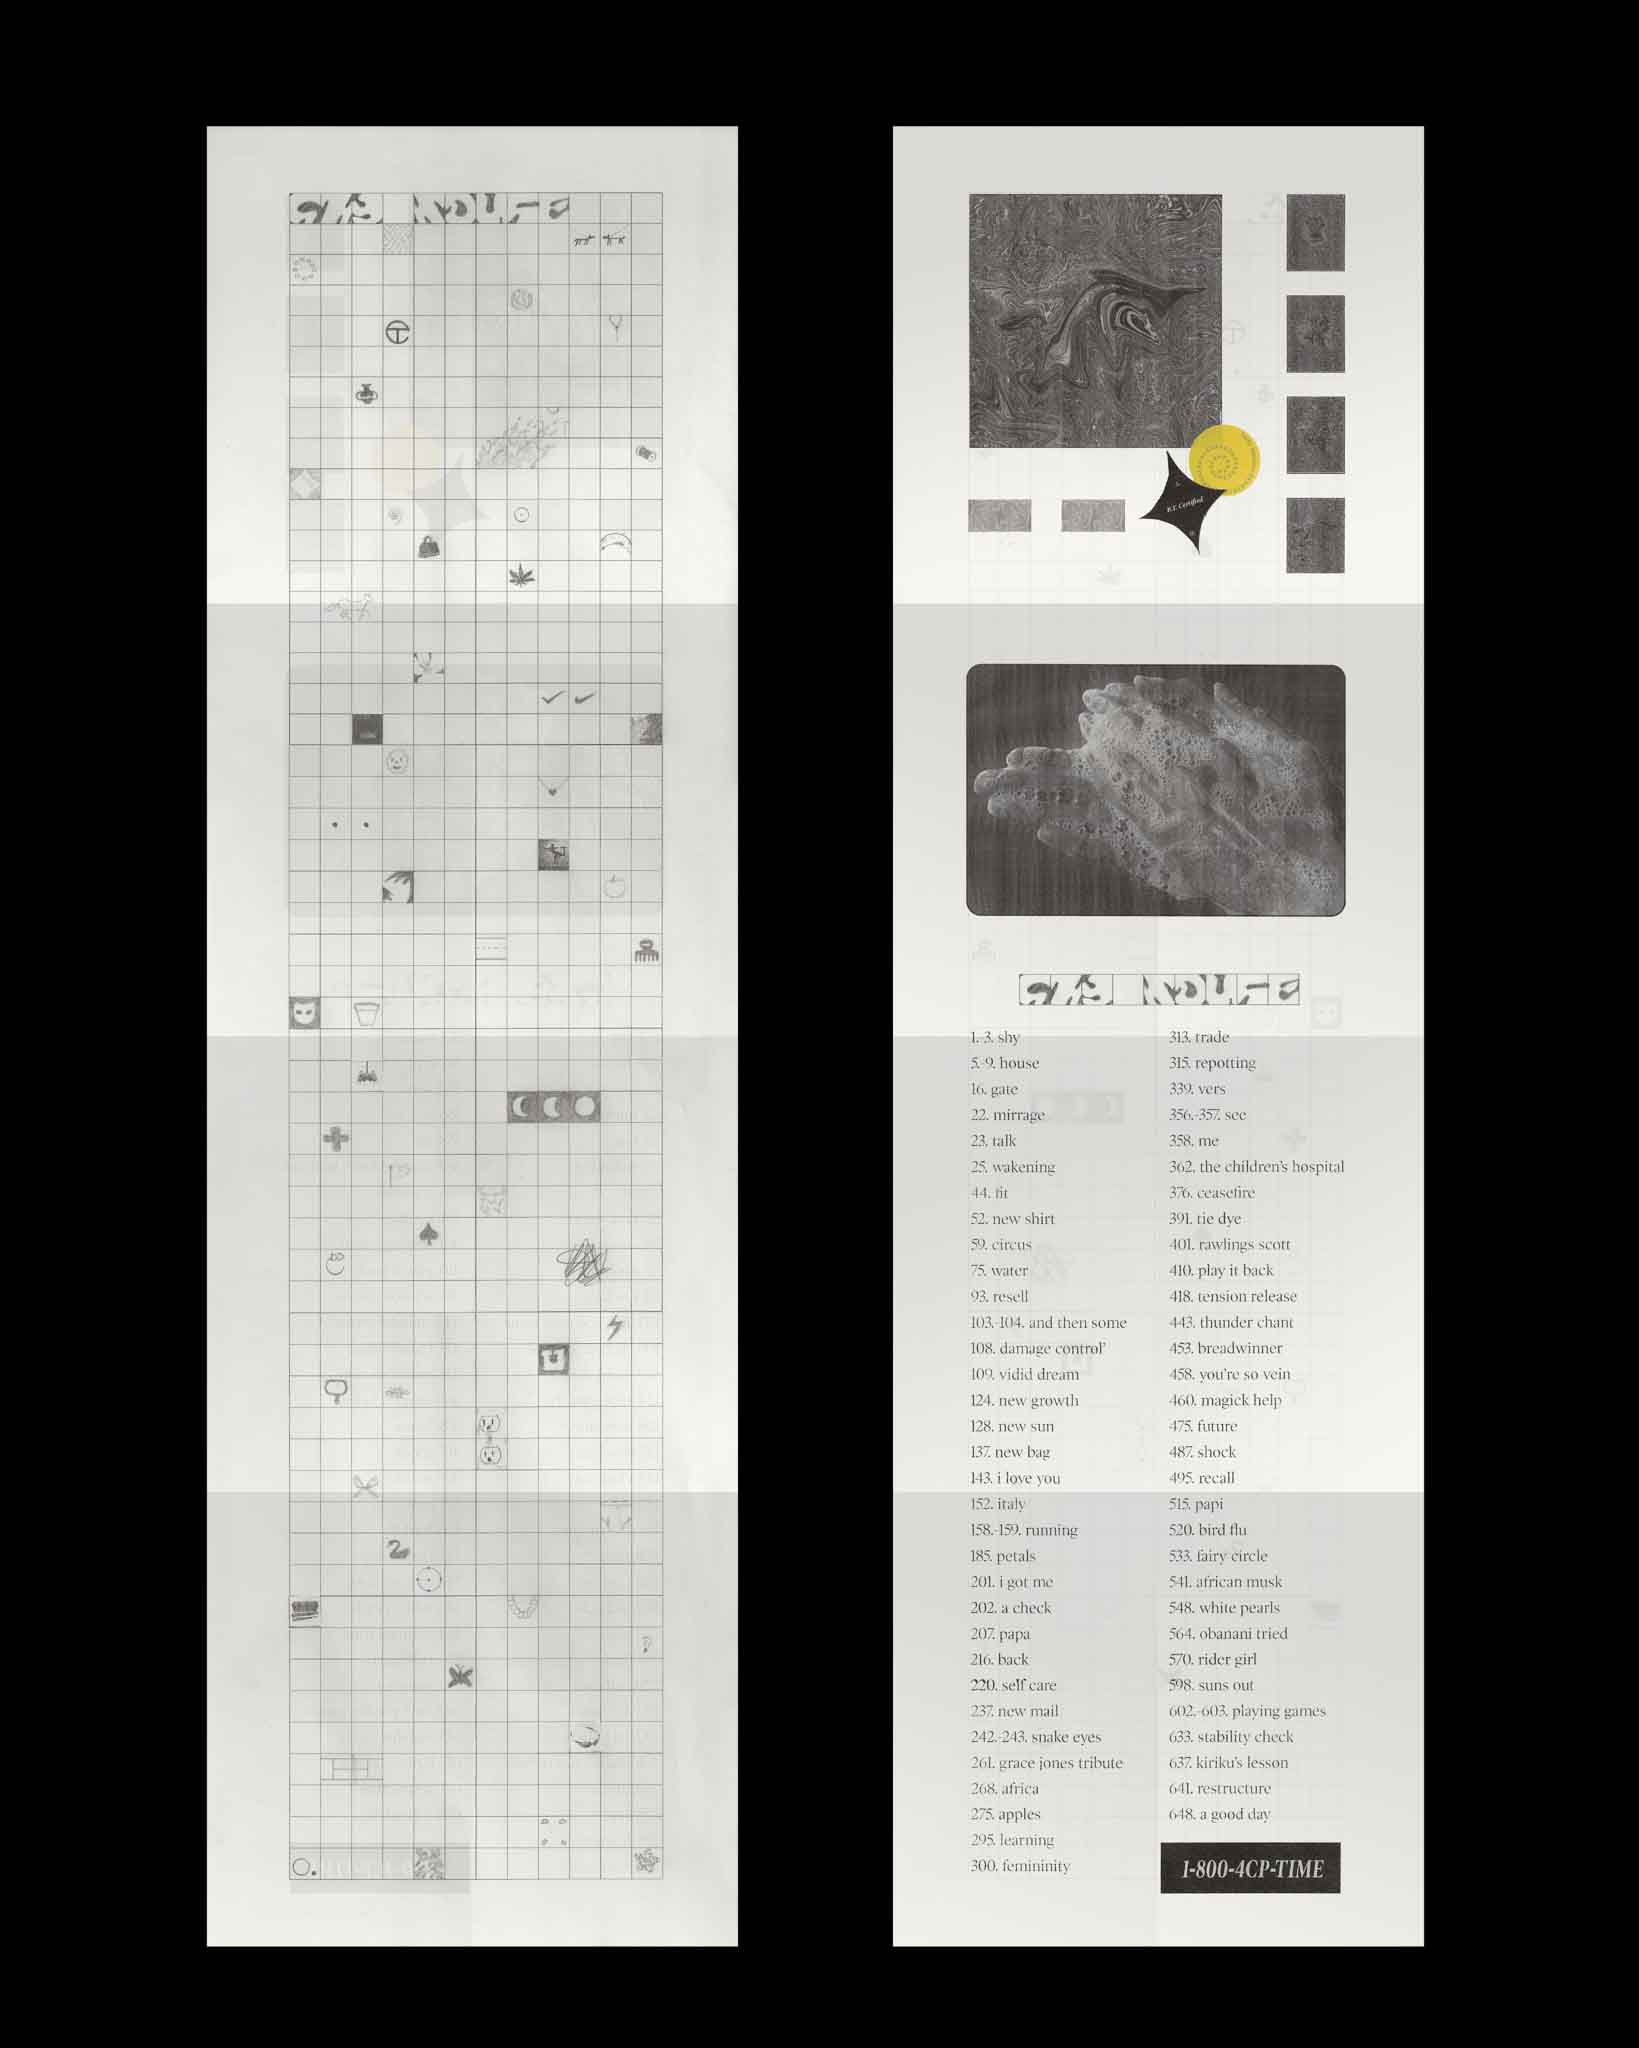 K.Y. Certified
1.-3. shy
5.-9. house
16. gate
22. mirrage
23. talk
25. wakening
44. fit
52. new shirt
59. circus
75. water
93. resell
103.-104. and then some
108. damage control'
109. vidid dream
124. new growth
128. new sun
137. new bag
143. i love you
152. italy
158.-159. running
185. petals
201. i got me
202. a check
207. papa
216. back
220. self care
237. new mail
242.-243. snake eyes
261. grace jones tribute
268. africa
275. apples
295. learning
300. femininity
313. trade
315. repotting
339. vers
356.-357. see
358. me
362. the children's hospital
376. ceasefire
391. tie dye
401. rawlings scott
410. play it back
418. tension release
443. thunder chant
453. breadwinner
458. you're so vein
460. magick help
475. future
487. shock
495. recall
515. papi
520. bird flu
533. fairy circle
541. african musk
548. white pearls
564. obanani tried
570. rider girl
598. suns out
602.-603. playing games
633. stability check
637. kiriku's lesson
641. restructure
648. a good day
1-800-4CP-TIME